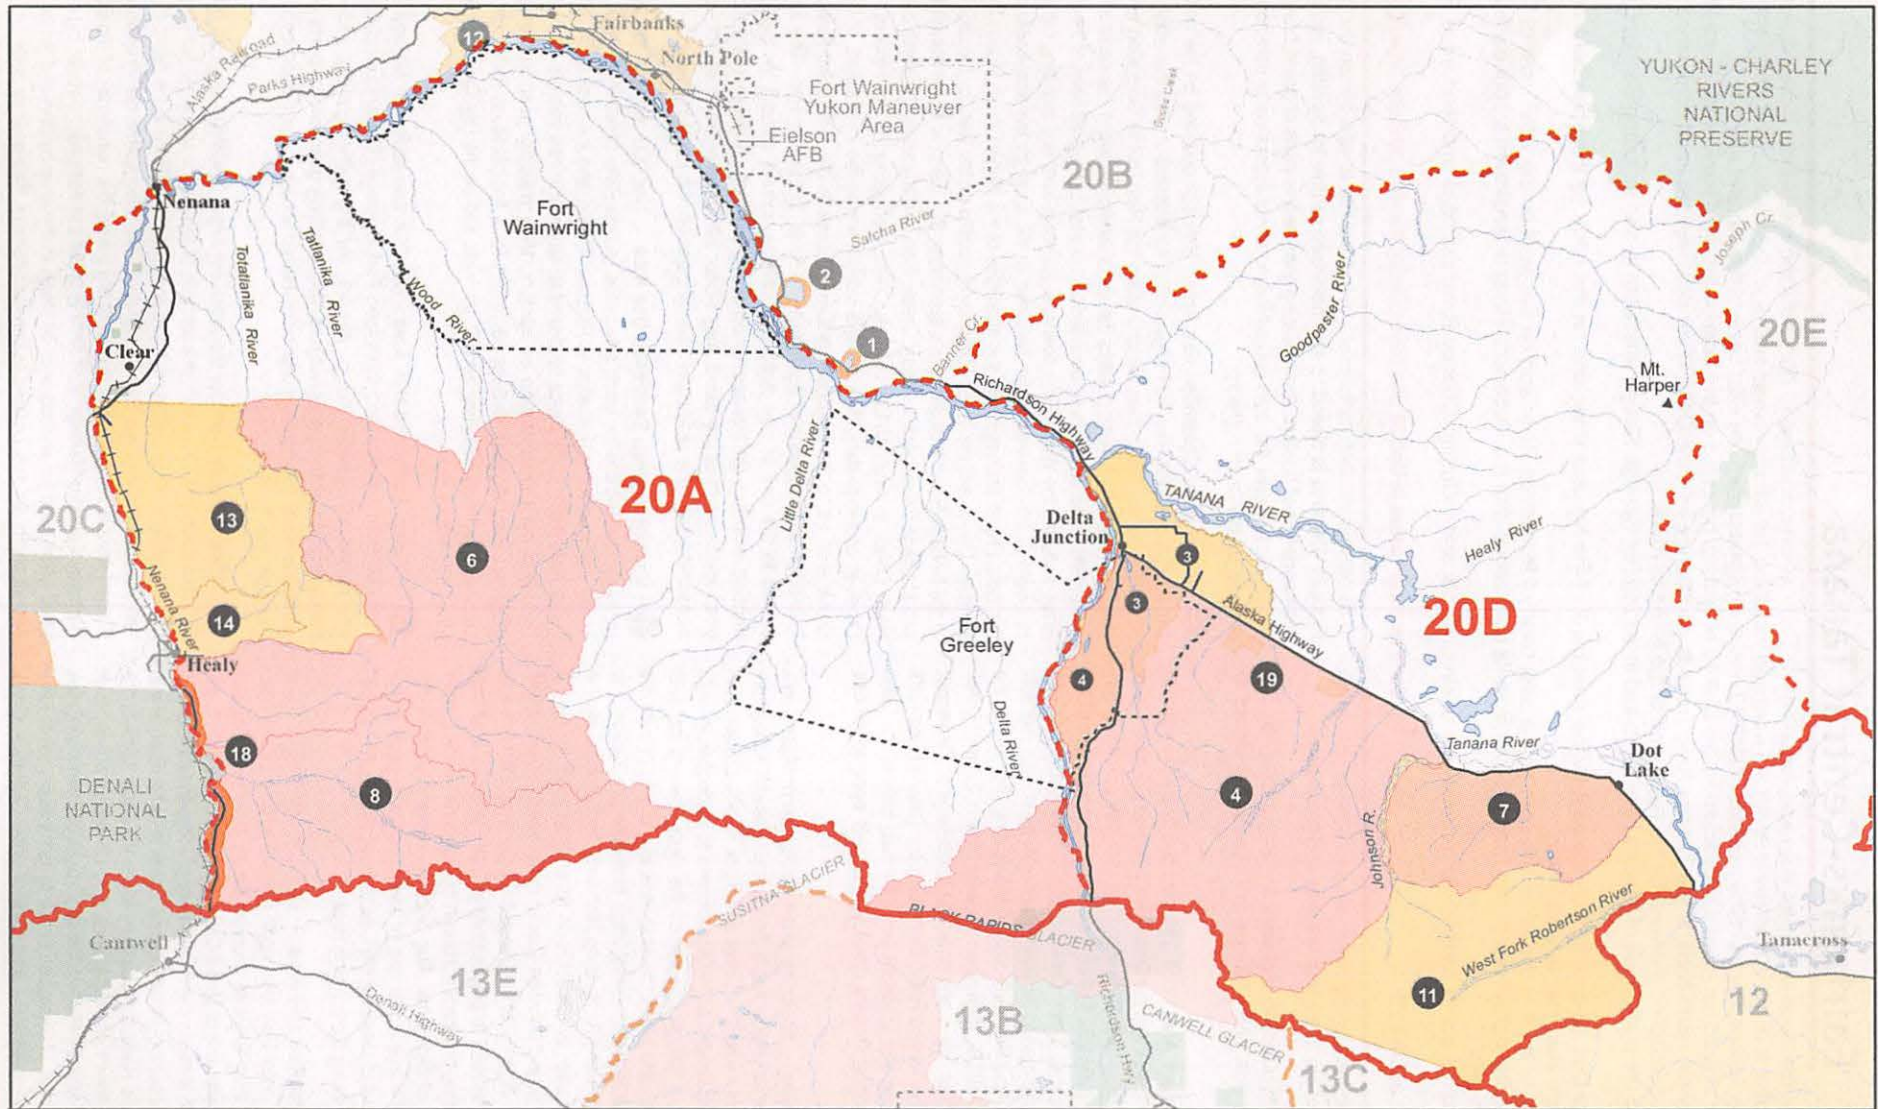 Fairbanks
12
North Pole
Alaska Railroad
Parks Highway
Fort Wainwright
Yukon Maneuver
Area
Eielson
AFB
YUKON - CHARLEY
RIVERS
NATIONAL
PRESERVE
20B
Nenana
Fort
Wainwright
Salcha River
Joseph Cr.
Totatlanika River
Tatlanika River
Wood River
2
Goodpaster River
20E
Clear
1
Banner Cr.
Richardson Highway
Mt.
Harper
Little Delta River
20A
20C
13
6
TANANA RIVER
Delta
Junction
3
Healy River
Nenana River
14
3
Alaska Highway
20D
Fort
Greeley
Healy
4
19
Delta River
18
Tanana River
Dot
Lake
DENALI
NATIONAL
PARK
8
4
7
Johnson R.
SUSITNA GLACIER
BLACK RAPIDS GLACIER
West Fork Robertson River
Cantwell
Tanacross
13E
Denali Highway
13B
Richardson Hwy
CANWELL GLACIER
11
12
13C